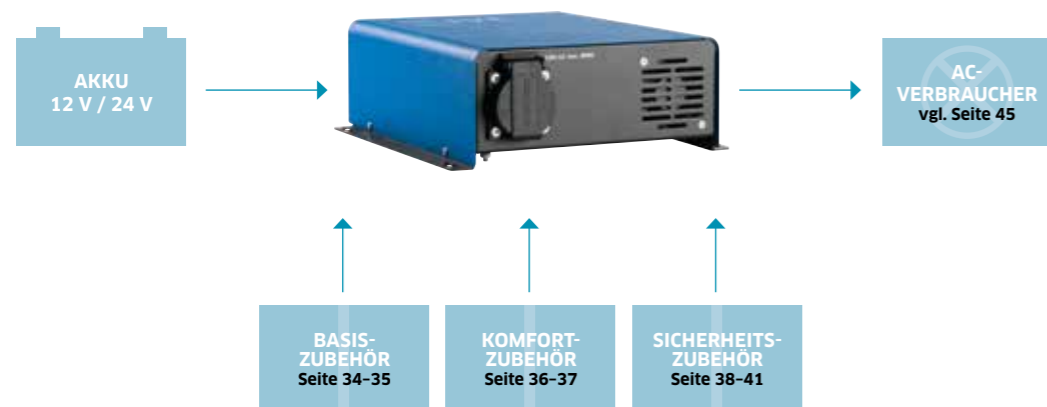 AKKU
12 V / 24 V
AC-
VERBRAUCHER
vgl. Seite 45
BASIS-
ZUBEHÖR
Seite 34–35
KOMFORT-
ZUBEHÖR
Seite 36–37
SICHERHEITS-
ZUBEHÖR
Seite 38–41